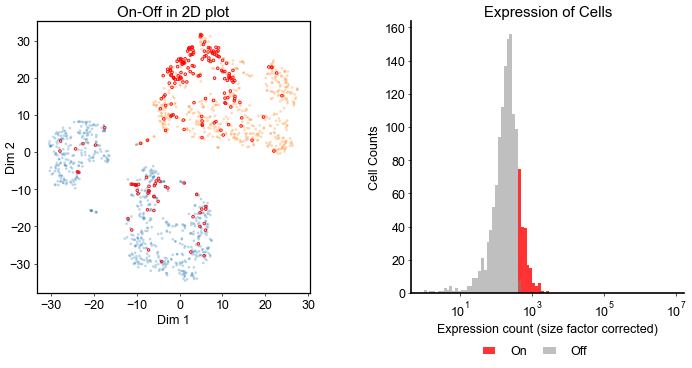 On-Off in 2D plot
Expression of Cells
Dim 2
30
20
10
0
−10
−20
−30
−30 −20 −10 0 10 20 30
Dim 1
Cell Counts
160
140
120
100
80
60
40
20
0
10^1 10^3 10^5 10^7
Expression count (size factor corrected)
On Off